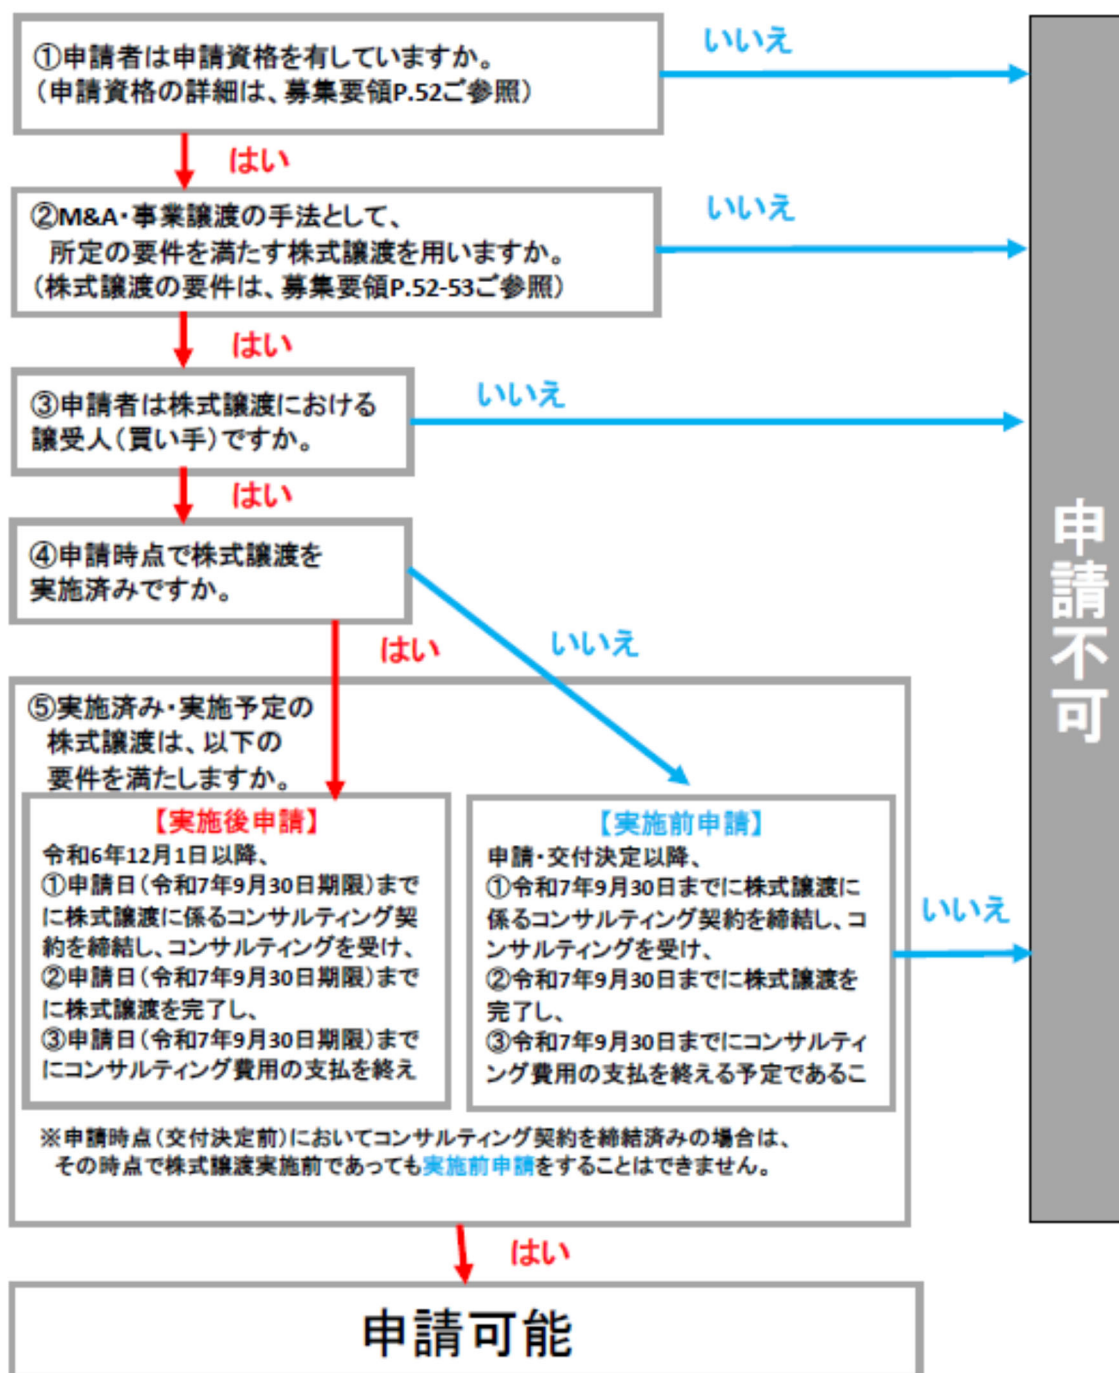 ①申請者は申請資格を有していますか。
(申請資格の詳細は、募集要領P.52ご参照)
いいえ
はい
②M&A・事業譲渡の手法として、
所定の要件を満たす株式譲渡を用いますか。
(株式譲渡の要件は、募集要領P.52-53ご参照)
いいえ
はい
③申請者は株式譲渡における
譲受人(買い手)ですか。
いいえ
はい
④申請時点で株式譲渡を
実施済みですか。
はい
いいえ
⑤実施済み・実施予定の
株式譲渡は、以下の
要件を満たしますか。
【実施後申請】
令和6年12月1日以降、
①申請日(令和7年9月30日期限)まで
に株式譲渡に係るコンサルティング契
約を締結し、コンサルティングを受け、
②申請日(令和7年9月30日期限)まで
に株式譲渡を完了し、
③申請日(令和7年9月30日期限)まで
にコンサルティング費用の支払を終え
【実施前申請】
申請・交付決定以降、
①令和7年9月30日までに株式譲渡に
係るコンサルティング契約を締結し、コ
ンサルティングを受け、
②令和7年9月30日までに株式譲渡を
完了し、
③令和7年9月30日までにコンサルティ
ング費用の支払を終える予定であるこ
いいえ
※申請時点(交付決定前)においてコンサルティング契約を締結済みの場合は、
その時点で株式譲渡実施前であっても実施前申請をすることはできません。
はい
申請可能
申請不可